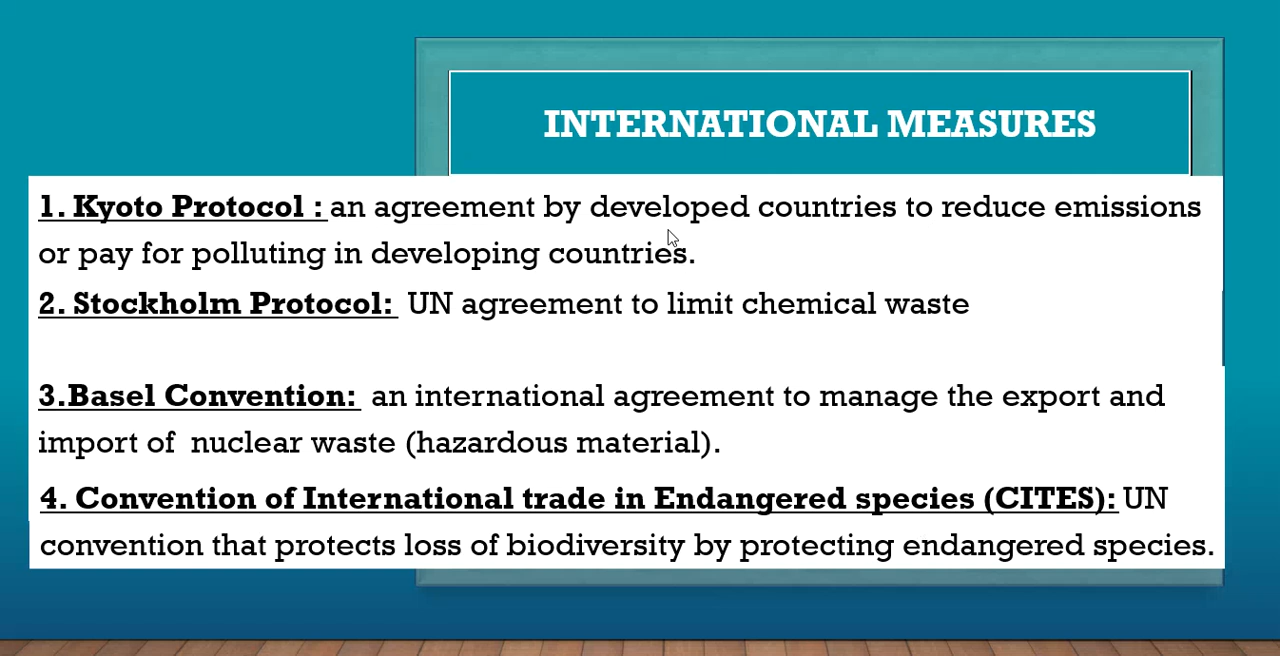 INTERNATIONAL MEASURES
1. Kyoto Protocol : an agreement by developed countries to reduce emissions
or pay for polluting in developing countries.
2. Stockholm Protocol: UN agreement to limit chemical waste
3.Basel Convention: an international agreement to manage the export and
import of nuclear waste (hazardous material).
4. Convention of International trade in Endangered species (CITES): UN
convention that protects loss of biodiversity by protecting endangered species.